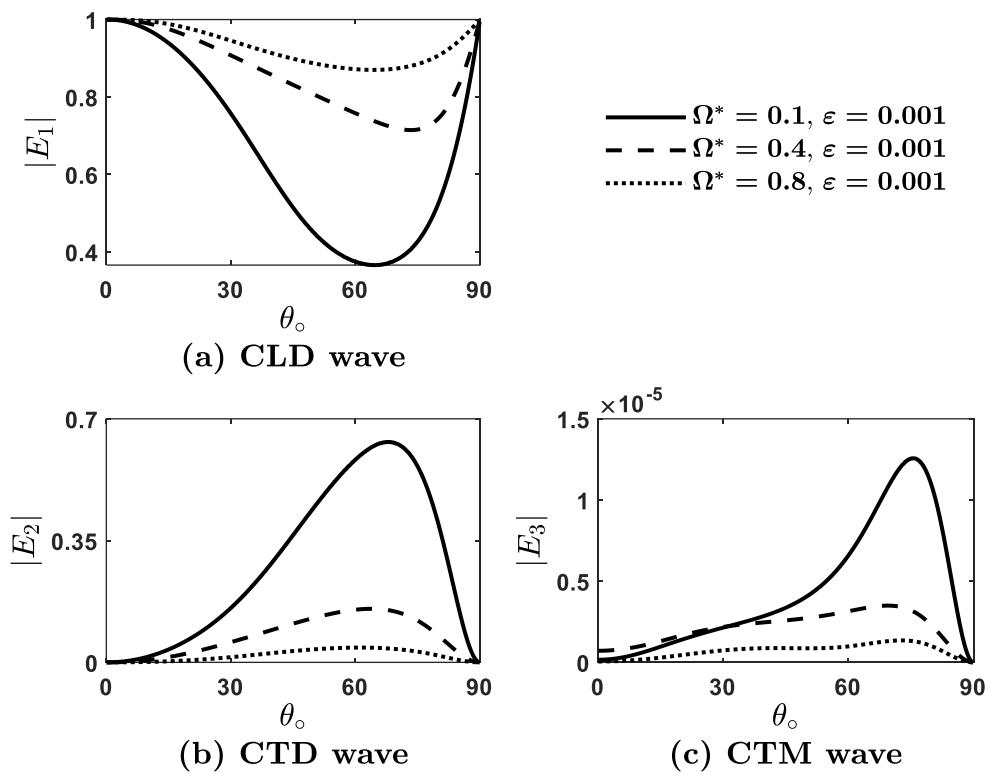 1
0.8
0.6
0.4
|E₁|
0 30 60 90
θ∘
(a) CLD wave
Ω* = 0.1, ε = 0.001
Ω* = 0.4, ε = 0.001
Ω* = 0.8, ε = 0.001
0.7
0.35
0
|E₂|
0 30 60 90
θ∘
(b) CTD wave
×10⁻⁵
1.5
1
0.5
0
|E₃|
0 30 60 90
θ∘
(c) CTM wave